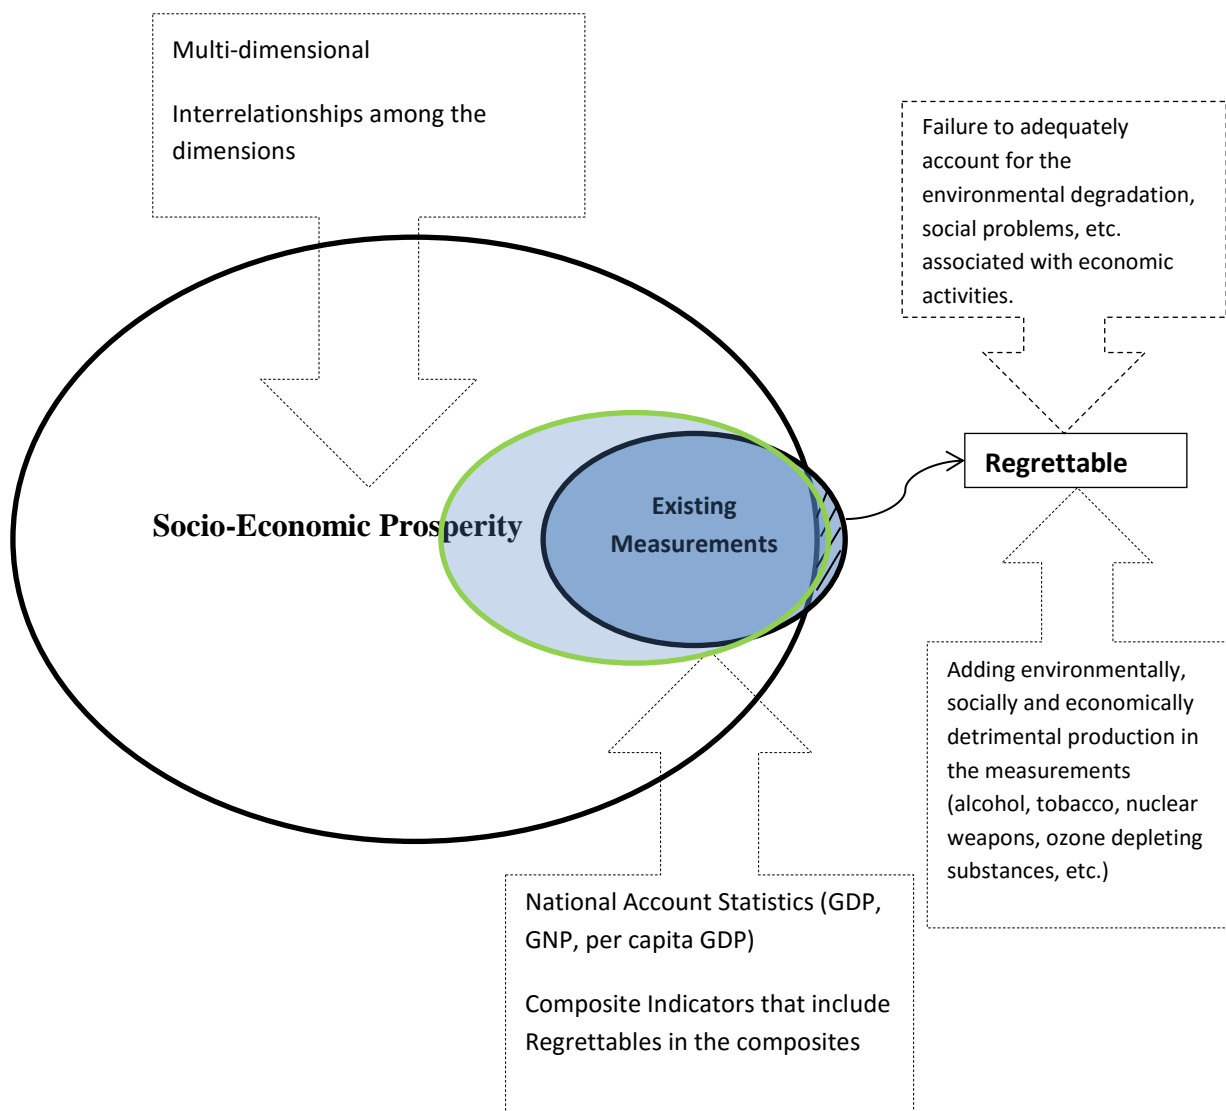 Multi-dimensional
Interrelationships among the
dimensions
Failure to adequately
account for the
environmental degradation,
social problems, etc.
associated with economic
activities.
Regrettable
Socio-Economic Prosperity
Existing
Measurements
Adding environmentally,
socially and economically
detrimental production in
the measurements
(alcohol, tobacco, nuclear
weapons, ozone depleting
substances, etc.)
National Account Statistics (GDP,
GNP, per capita GDP)
Composite Indicators that include
Regrettables in the composites